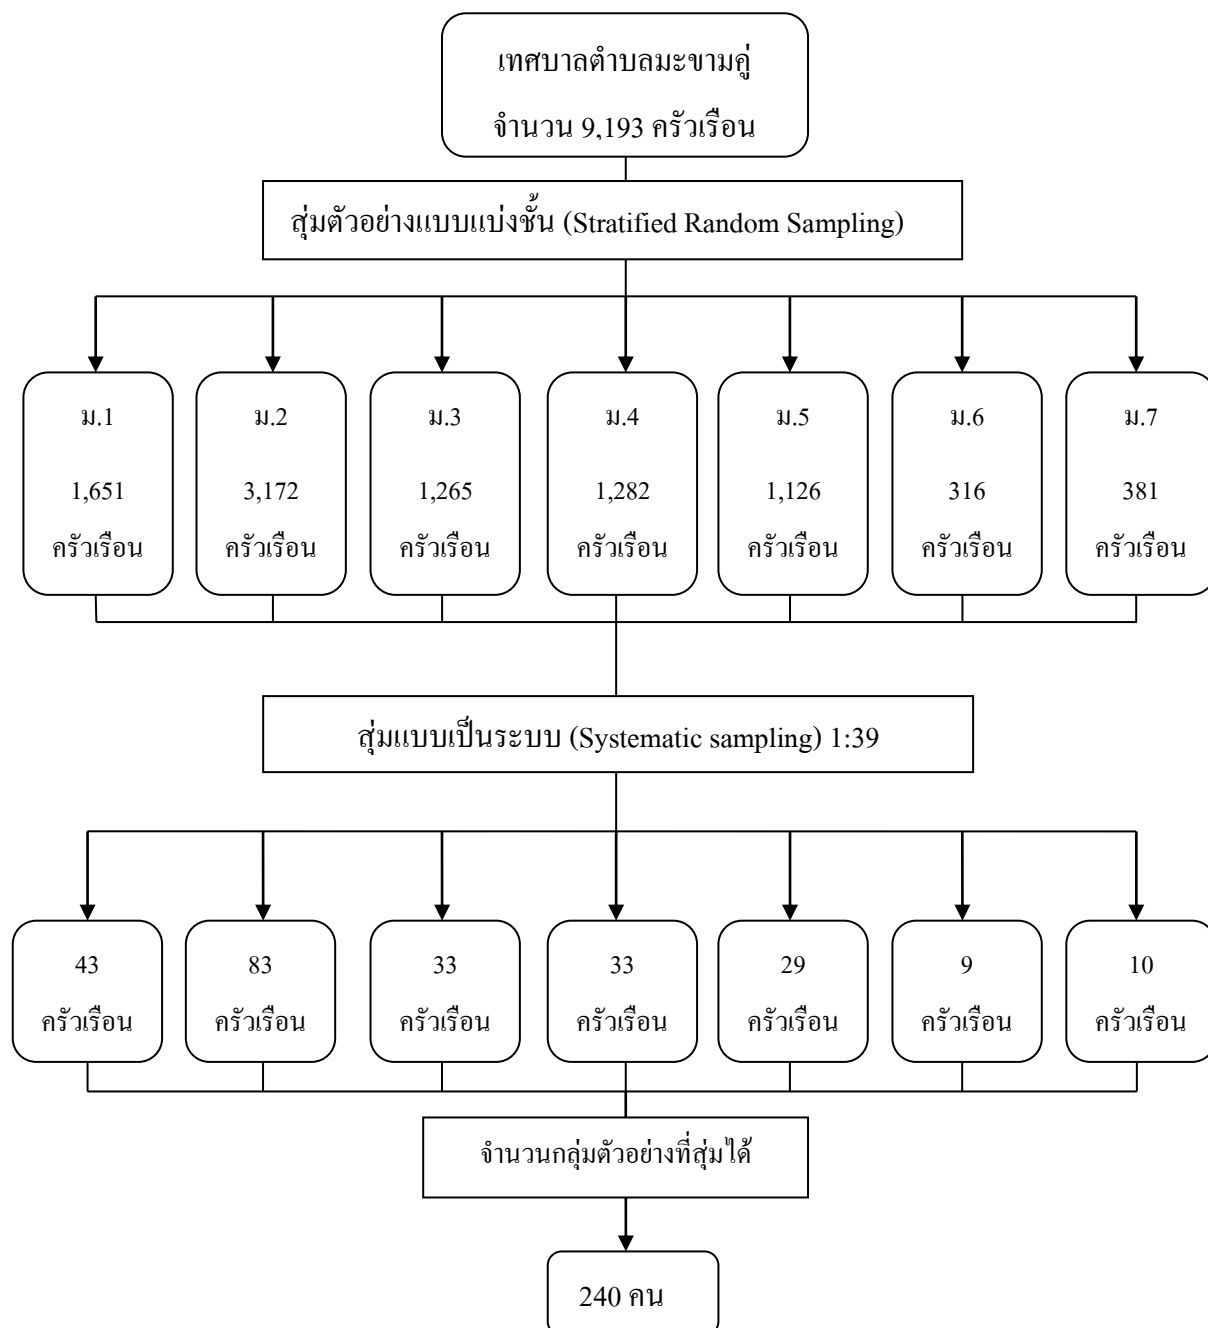 เทศบาลตำบลมะขามคู่
จำนวน 9,193 ครัวเรือน
สุ่มตัวอย่างแบบแบ่งชั้น (Stratified Random Sampling)
ม.1
1,651
ครัวเรือน
ม.2
3,172
ครัวเรือน
ม.3
1,265
ครัวเรือน
ม.4
1,282
ครัวเรือน
ม.5
1,126
ครัวเรือน
ม.6
316
ครัวเรือน
ม.7
381
ครัวเรือน
สุ่มแบบเป็นระบบ (Systematic sampling) 1:39
43
ครัวเรือน
83
ครัวเรือน
33
ครัวเรือน
33
ครัวเรือน
29
ครัวเรือน
9
ครัวเรือน
10
ครัวเรือน
จำนวนกลุ่มตัวอย่างที่สุ่มได้
240 คน